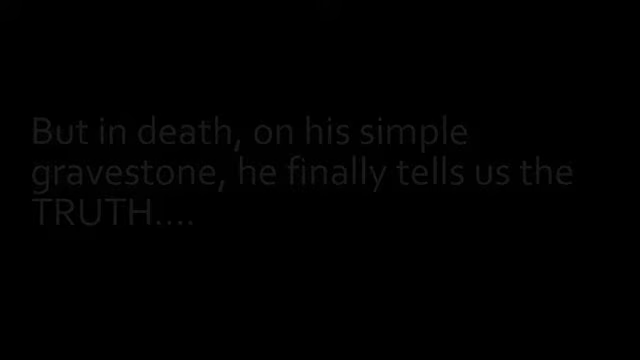 But in death, on his simple
gravestone, he finally tells us the
TRUTH....